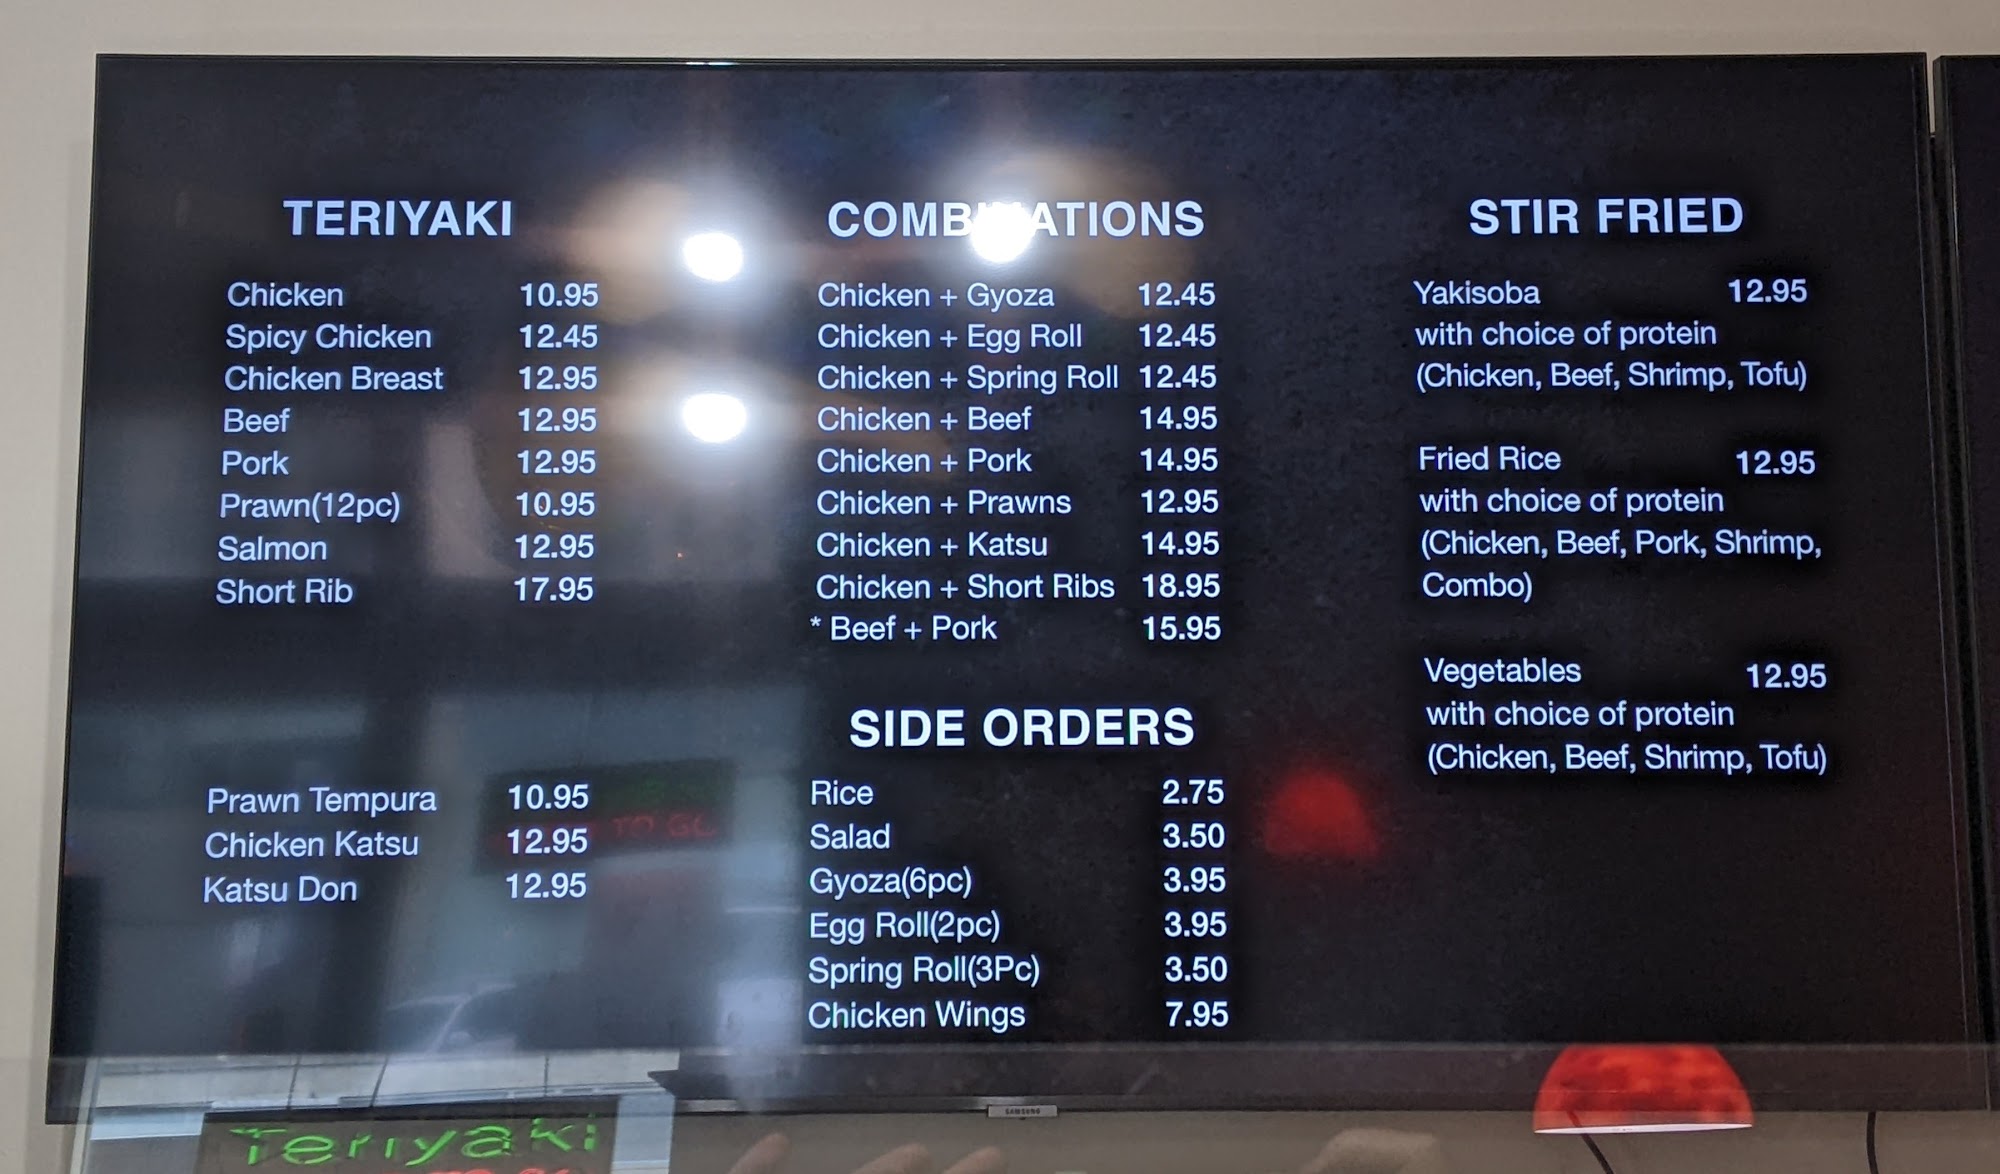 TERIYAKI
Chicken 10.95
Spicy Chicken 12.45
Chicken Breast 12.95
Beef 12.95
Pork 12.95
Prawn(12pc) 10.95
Salmon 12.95
Short Rib 17.95
Prawn Tempura 10.95
Chicken Katsu 12.95
Katsu Don 12.95
COMBINATIONS
Chicken + Gyoza 12.45
Chicken + Egg Roll 12.45
Chicken + Spring Roll 12.45
Chicken + Beef 14.95
Chicken + Pork 14.95
Chicken + Prawns 12.95
Chicken + Katsu 14.95
Chicken + Short Ribs 18.95
* Beef + Pork 15.95
SIDE ORDERS
Rice 2.75
Salad 3.50
Gyoza(6pc) 3.95
Egg Roll(2pc) 3.95
Spring Roll(3Pc) 3.50
Chicken Wings 7.95
STIR FRIED
Yakisoba 12.95
with choice of protein
(Chicken, Beef, Shrimp, Tofu)
Fried Rice 12.95
with choice of protein
(Chicken, Beef, Pork, Shrimp,
Combo)
Vegetables 12.95
with choice of protein
(Chicken, Beef, Shrimp, Tofu)
TO GO
SAMSUNG
Teriyaki